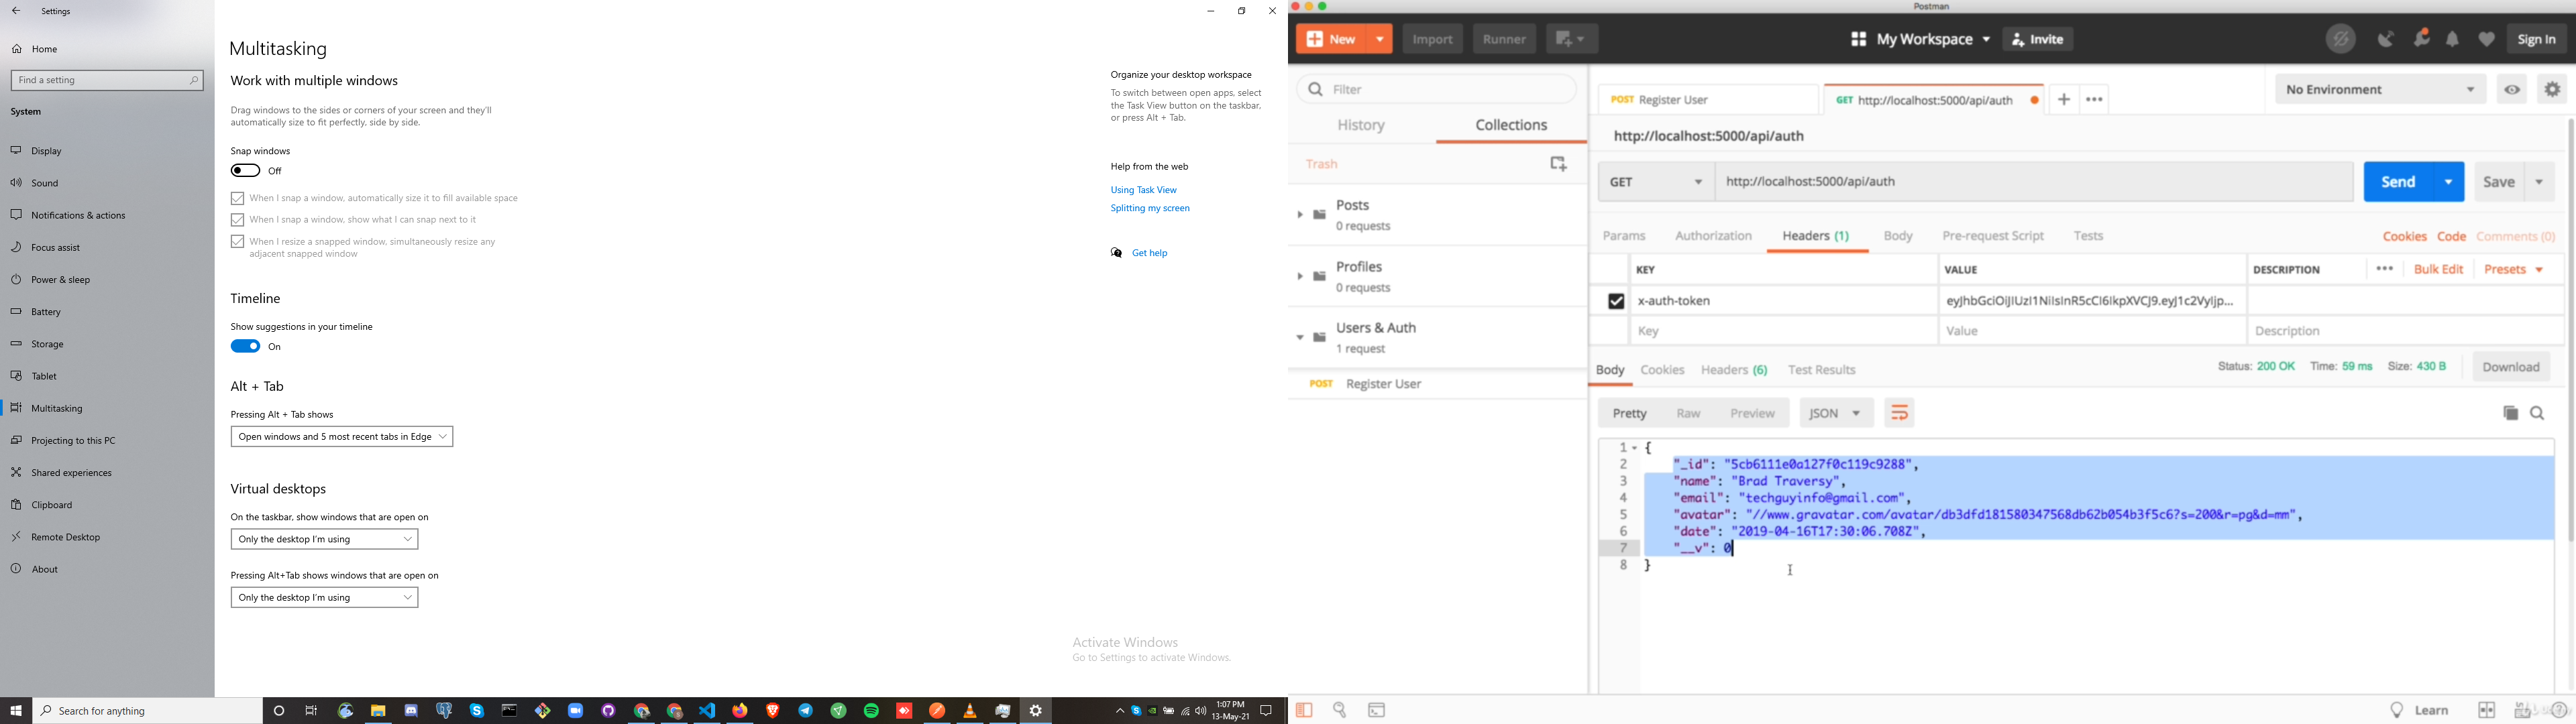 Settings
Home
Find a setting
System
Display
Sound
Notifications & actions
Focus assist
Power & sleep
Battery
Storage
Tablet
Multitasking
Projecting to this PC
Shared experiences
Clipboard
Remote Desktop
About
Multitasking
Work with multiple windows
Drag windows to the sides or corners of your screen and they'll
automatically size to fit perfectly, side by side.
Snap windows
Off
When I snap a window, automatically size it to fill available space
When I snap a window, show what I can snap next to it
When I resize a snapped window, simultaneously resize any
adjacent snapped window
Timeline
Show suggestions in your timeline
On
Alt + Tab
Pressing Alt + Tab shows
Open windows and 5 most recent tabs in Edge
Virtual desktops
On the taskbar, show windows that are open on
Only the desktop I'm using
Pressing Alt+Tab shows windows that are open on
Only the desktop I'm using
Organize your desktop workspace
To switch between open apps, select
the Task View button on the taskbar,
or press Alt + Tab.
Help from the web
Using Task View
Splitting my screen
Get help
Activate Windows
Go to Settings to activate Windows.
Search for anything
1:07 PM
13-May-21
Postman
New
Import
Runner
My Workspace
Invite
Sign In
Filter
History
Collections
Trash
Posts
0 requests
Profiles
0 requests
Users & Auth
1 request
POST Register User
POST Register User
GET http://localhost:5000/api/auth
No Environment
http://localhost:5000/api/auth
GET
http://localhost:5000/api/auth
Send
Save
Params
Authorization
Headers (1)
Body
Pre-request Script
Tests
Cookies
Code
Comments (0)
KEY
VALUE
DESCRIPTION
Bulk Edit
Presets
x-auth-token
Key
Value
Description
Body
Cookies
Headers (6)
Test Results
Status: 200 OK
Time: 59 ms
Size: 430 B
Download
Pretty
Raw
Preview
JSON
1 {
2 "_id": "5cb6111e0a127f0c119c9288",
3 "name": "Brad Traversy",
4 "email": "techguyinfo@gmail.com",
5 "avatar": "//www.gravatar.com/avatar/db3dfd181580347568db62b054b3f5c6?s=200&r=pg&d=mm",
6 "date": "2019-04-16T17:30:06.708Z",
7 "__v": 0
8 }
Learn